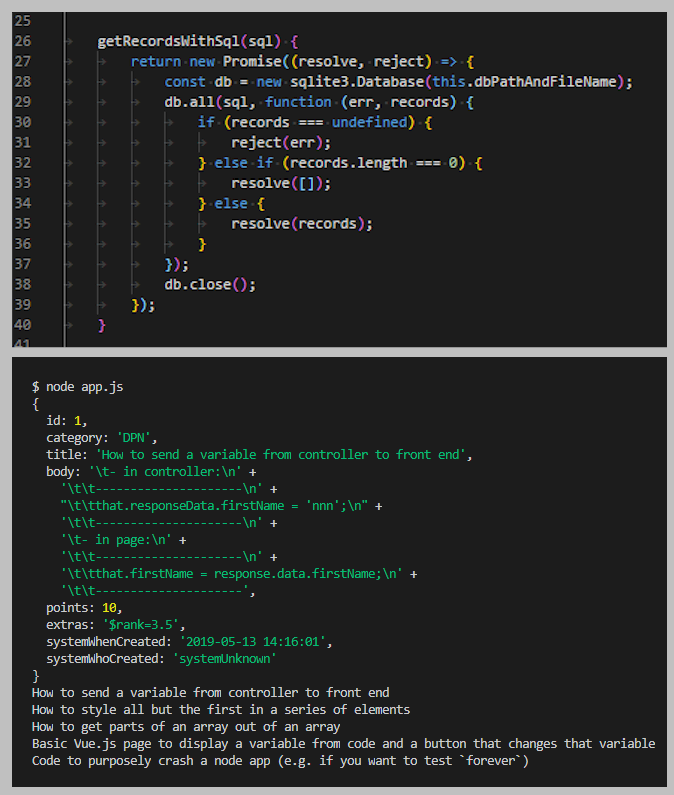 25
26 getRecordsWithSql(sql) {
27 return new Promise((resolve, reject) => {
28 const db = new sqlite3.Database(this.dbPathAndFileName);
29 db.all(sql, function (err, records) {
30 if (records === undefined) {
31 reject(err);
32 } else if (records.length === 0) {
33 resolve([]);
34 } else {
35 resolve(records);
36 }
37 });
38 db.close();
39 });
40 }
41
$ node app.js
{
id: 1,
category: 'DPN',
title: 'How to send a variable from controller to front end',
body: '\t- in controller:\n' +
'\t\t----------------------\n' +
"\t\tthat.responseData.firstName = 'nnn';\n" +
'\t\t----------------------\n' +
'\t- in page:\n' +
'\t\t----------------------\n' +
'\t\tthat.firstName = response.data.firstName;\n' +
'\t\t----------------------',
points: 10,
extras: '$rank=3.5',
systemWhenCreated: '2019-05-13 14:16:01',
systemWhoCreated: 'systemUnknown'
}
How to send a variable from controller to front end
How to style all but the first in a series of elements
How to get parts of an array out of an array
Basic Vue.js page to display a variable from code and a button that changes that variable
Code to purposely crash a node app (e.g. if you want to test `forever`)